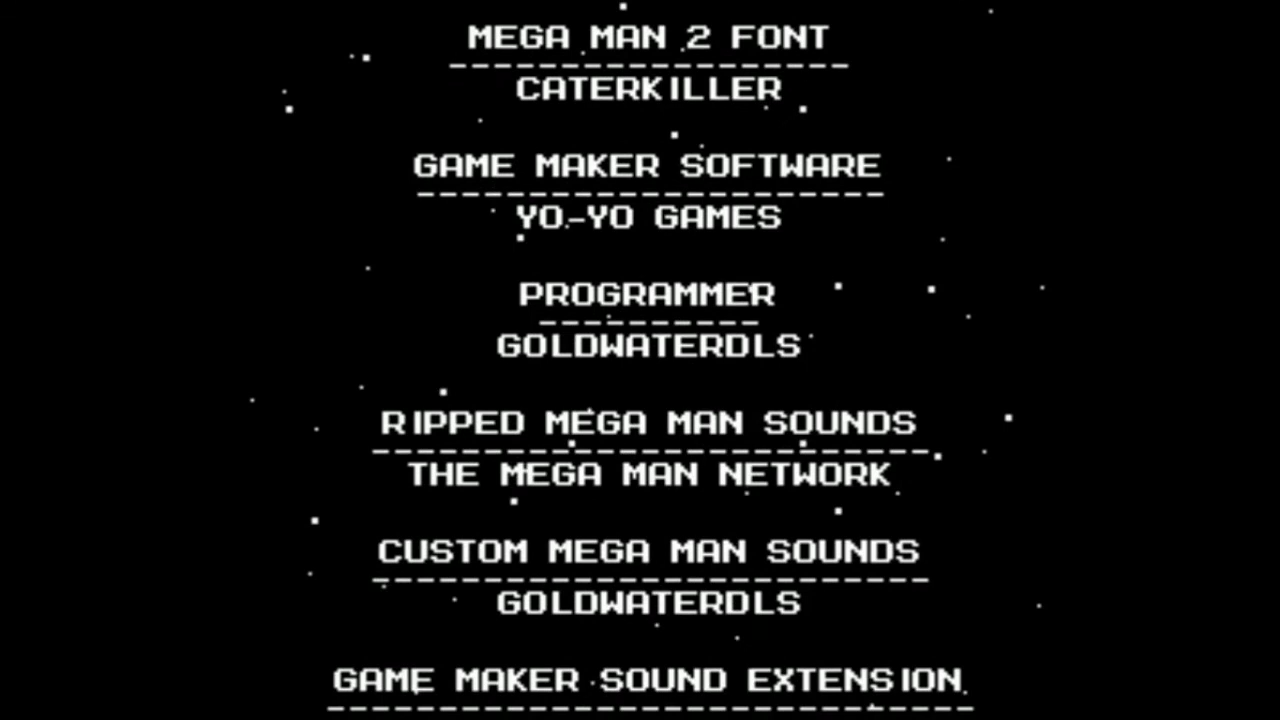 MEGA MAN 2 FONT
------------------
CATERKILLER
GAME MAKER SOFTWARE
---------------------
YO-YO GAMES
PROGRAMMER
----------
GOLDWATERDLS
RIPPED MEGA MAN SOUNDS
-------------------------
THE MEGA MAN NETWORK
CUSTOM MEGA MAN SOUNDS
-------------------------
GOLDWATERDLS
GAME MAKER SOUND EXTENSION
-----------------------------